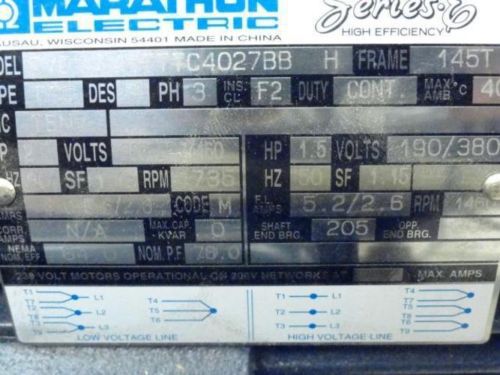 MARATHON
ELECTRIC
AUSAU, WISCONSIN 54401 MADE IN CHINA
Series-E
HIGH EFFICIENCY
TC4027BB H FRAME 145T
DES PH 3 INS. CL F2 DUTY CONT. MAX. AMB. °C 40
VOLTS HP 1.5 VOLTS 190/380
SF RPM HZ 50 SF 1.15
AMPS CODE M F.L. AMPS 5.2/2.6 RPM
CORR. AMPS N/A MAX. CAP. KVAR 0 SHAFT END BRG. 205 OPP. END BRG.
NEMA NOM. EFF NOM. P.F.
230 VOLT MOTORS OPERATIONAL ON 208V NETWORKS AT MAX. AMPS
T1 L1
T7
T2 L2
T8
T3 L3
T9
T4
T5
T6
LOW VOLTAGE LINE
T1 L1
T2 L2
T3 L3
T4
T7
T5
T8
T6
T9
HIGH VOLTAGE LINE